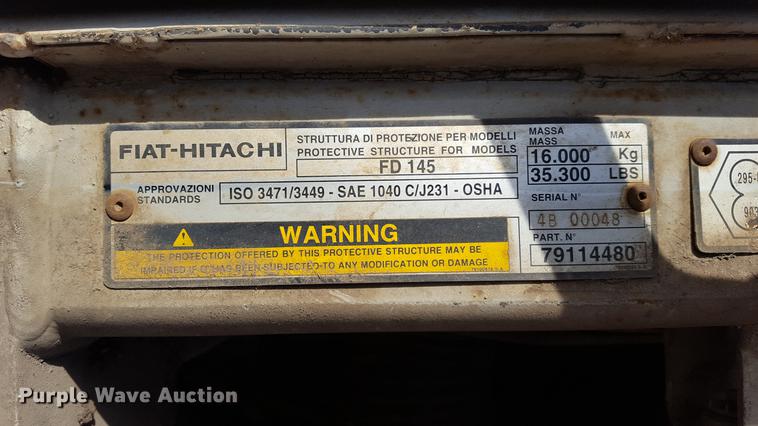 FIAT-HITACHI
STRUTTURA DI PROTEZIONE PER MODELLI
PROTECTIVE STRUCTURE FOR MODELS
FD 145
MASSA MAX
MASS
16.000 Kg
35.300 LBS
APPROVAZIONI
STANDARDS
ISO 3471/3449 - SAE 1040 C/J231 - OSHA
SERIAL N°
4B 00048
PART. N°
79114480
WARNING
THE PROTECTION OFFERED BY THIS PROTECTIVE STRUCTURE MAY BE
IMPAIRED IF IT HAS BEEN SUBJECTED TO ANY MODIFICATION OR DAMAGE
Purple Wave Auction